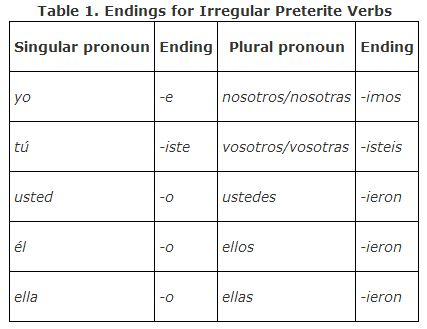 Table 1. Endings for Irregular Preterite Verbs
Singular pronoun Ending Plural pronoun Ending
yo -e nosotros/nosotras -imos
tú -iste vosotros/vosotras -isteis
usted -o ustedes -ieron
él -o ellos -ieron
ella -o ellas -ieron